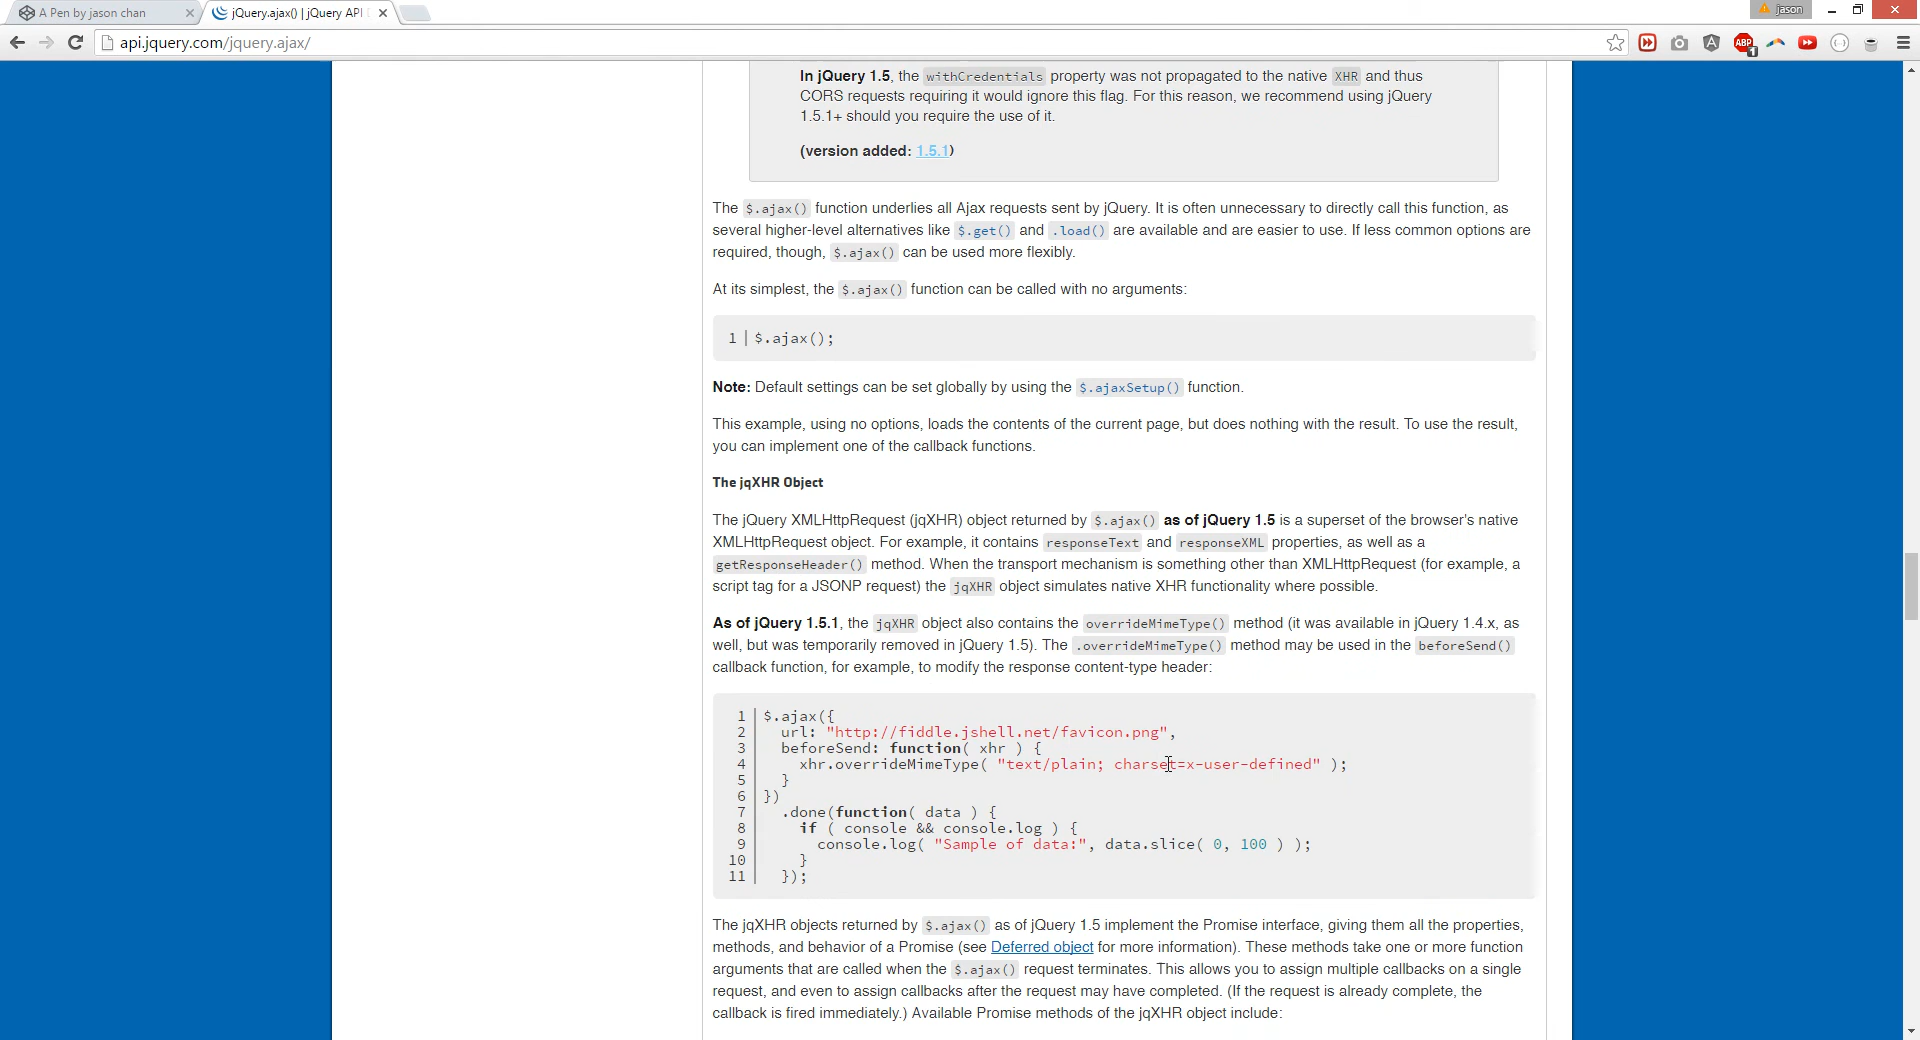 A Pen by jason chan
jQuery.ajax() | jQuery API D
jason
api.jquery.com/jquery.ajax/
ABP
1
In jQuery 1.5, the withCredentials property was not propagated to the native XHR and thus
CORS requests requiring it would ignore this flag. For this reason, we recommend using jQuery
1.5.1+ should you require the use of it.
(version added: 1.5.1)
The $.ajax() function underlies all Ajax requests sent by jQuery. It is often unnecessary to directly call this function, as
several higher-level alternatives like $.get() and .load() are available and are easier to use. If less common options are
required, though, $.ajax() can be used more flexibly.
At its simplest, the $.ajax() function can be called with no arguments:
1 $.ajax();
Note: Default settings can be set globally by using the $.ajaxSetup() function.
This example, using no options, loads the contents of the current page, but does nothing with the result. To use the result,
you can implement one of the callback functions.
The jqXHR Object
The jQuery XMLHttpRequest (jqXHR) object returned by $.ajax() as of jQuery 1.5 is a superset of the browser's native
XMLHttpRequest object. For example, it contains responseText and responseXML properties, as well as a
getResponseHeader() method. When the transport mechanism is something other than XMLHttpRequest (for example, a
script tag for a JSONP request) the jqXHR object simulates native XHR functionality where possible.
As of jQuery 1.5.1, the jqXHR object also contains the overrideMimeType() method (it was available in jQuery 1.4.x, as
well, but was temporarily removed in jQuery 1.5). The .overrideMimeType() method may be used in the beforeSend()
callback function, for example, to modify the response content-type header:
1 $.ajax({
2 url: "http://fiddle.jshell.net/favicon.png",
3 beforeSend: function( xhr ) {
4 xhr.overrideMimeType( "text/plain; charset=x-user-defined" );
5 }
6 })
7 .done(function( data ) {
8 if ( console && console.log ) {
9 console.log( "Sample of data:", data.slice( 0, 100 ) );
10 }
11 });
The jqXHR objects returned by $.ajax() as of jQuery 1.5 implement the Promise interface, giving them all the properties,
methods, and behavior of a Promise (see Deferred object for more information). These methods take one or more function
arguments that are called when the $.ajax() request terminates. This allows you to assign multiple callbacks on a single
request, and even to assign callbacks after the request may have completed. (If the request is already complete, the
callback is fired immediately.) Available Promise methods of the jqXHR object include: